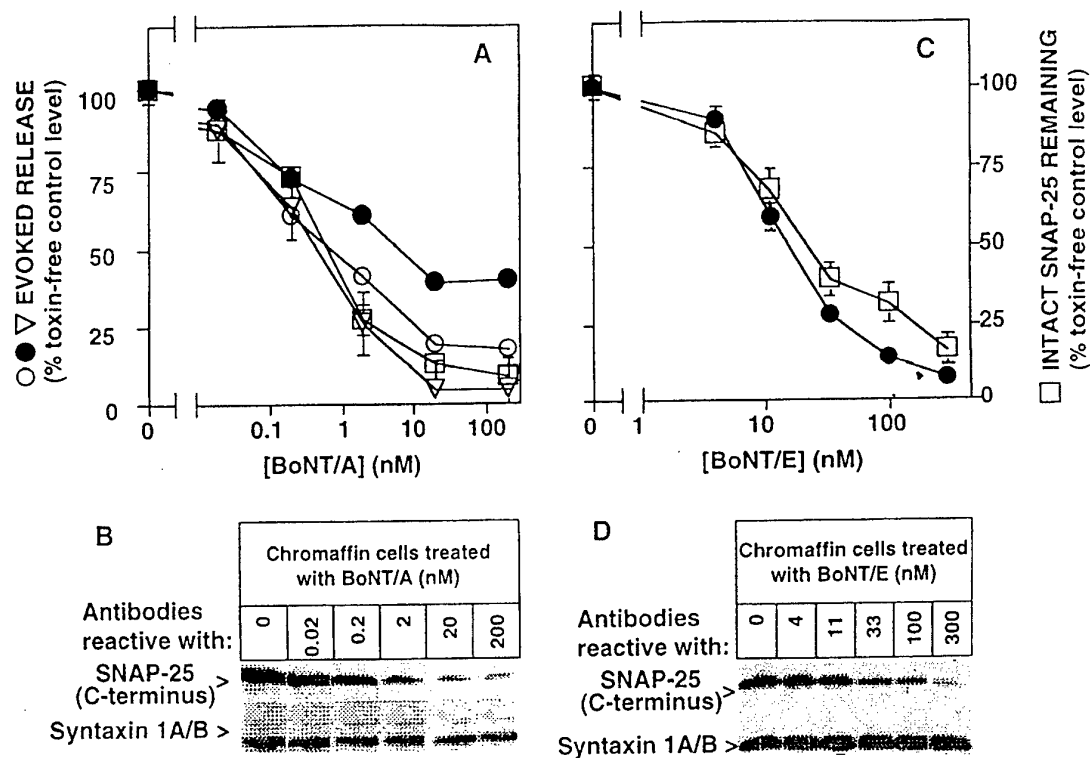 A
○ ● ▽ EVOKED RELEASE
(% toxin-free control level)
100
75
50
25
0
0
0.1
1
10
100
[BoNT/A] (nM)
C
□ INTACT SNAP-25 REMAINING
(% toxin-free control level)
100
75
50
25
0
0
1
10
100
[BoNT/E] (nM)
B
Chromaffin cells treated
with BoNT/A (nM)
Antibodies
reactive with:
0
0.02
0.2
2
20
200
SNAP-25 >
(C-terminus)
Syntaxin 1A/B >
D
Chromaffin cells treated
with BoNT/E (nM)
Antibodies
reactive with:
0
4
11
33
100
300
SNAP-25 >
(C-terminus)
Syntaxin 1A/B >